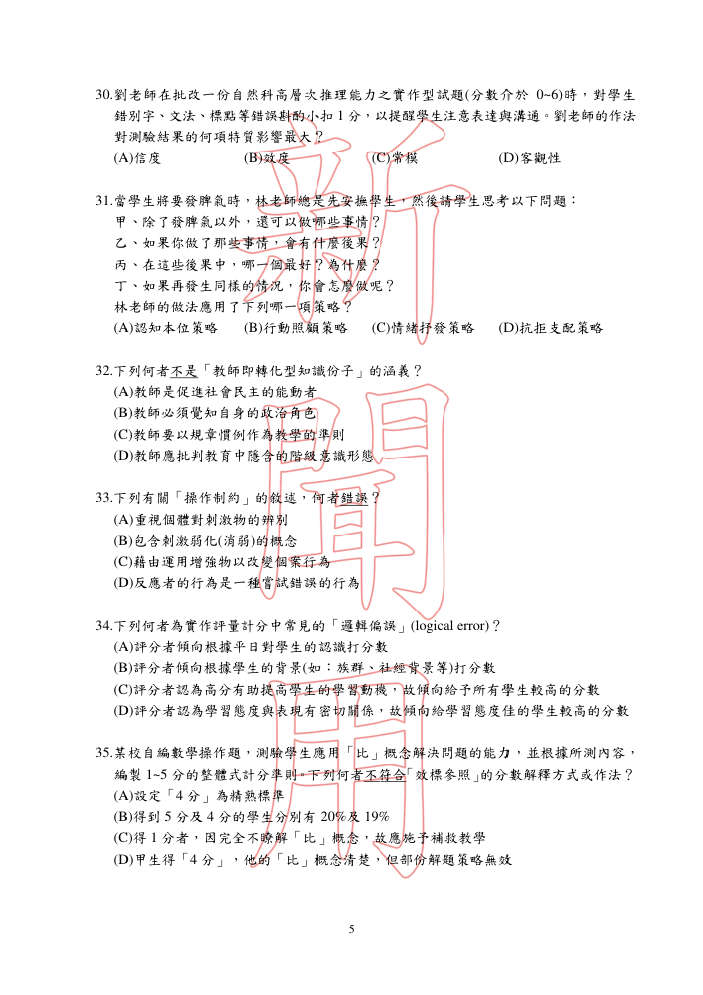 30.劉老師在批改一份自然科高層次推理能力之實作型試題(分數介於 0~6)時，對學生
錯別字、文法、標點等錯誤斟酌小扣 1 分，以提醒學生注意表達與溝通。劉老師的作法
對測驗結果的何項特質影響最大？
(A)信度 (B)效度 (C)常模 (D)客觀性
31.當學生將要發脾氣時，林老師總是先安撫學生，然後請學生思考以下問題：
甲、除了發脾氣以外，還可以做哪些事情？
乙、如果你做了那些事情，會有什麼後果？
丙、在這些後果中，哪一個最好？為什麼？
丁、如果再發生同樣的情況，你會怎麼做呢？
林老師的做法應用了下列哪一項策略？
(A)認知本位策略 (B)行動照顧策略 (C)情緒抒發策略 (D)抗拒支配策略
32.下列何者不是「教師即轉化型知識份子」的涵義？
(A)教師是促進社會民主的能動者
(B)教師必須覺知自身的政治角色
(C)教師要以規章慣例作為教學的準則
(D)教師應批判教育中隱含的階級意識形態
33.下列有關「操作制約」的敘述，何者錯誤？
(A)重視個體對刺激物的辨別
(B)包含刺激弱化(消弱)的概念
(C)藉由運用增強物以改變個案行為
(D)反應者的行為是一種嘗試錯誤的行為
34.下列何者為實作評量計分中常見的「邏輯偏誤」(logical error)？
(A)評分者傾向根據平日對學生的認識打分數
(B)評分者傾向根據學生的背景(如：族群、社經背景等)打分數
(C)評分者認為高分有助提高學生的學習動機，故傾向給予所有學生較高的分數
(D)評分者認為學習態度與表現有密切關係，故傾向給學習態度佳的學生較高的分數
35.某校自編數學操作題，測驗學生應用「比」概念解決問題的能力，並根據所測內容，
編製 1~5 分的整體式計分準則。下列何者不符合「效標參照」的分數解釋方式或作法？
(A)設定「4 分」為精熟標準
(B)得到 5 分及 4 分的學生分別有 20%及 19%
(C)得 1 分者，因完全不瞭解「比」概念，故應施予補救教學
(D)甲生得「4 分」，他的「比」概念清楚，但部份解題策略無效
5
新聞用